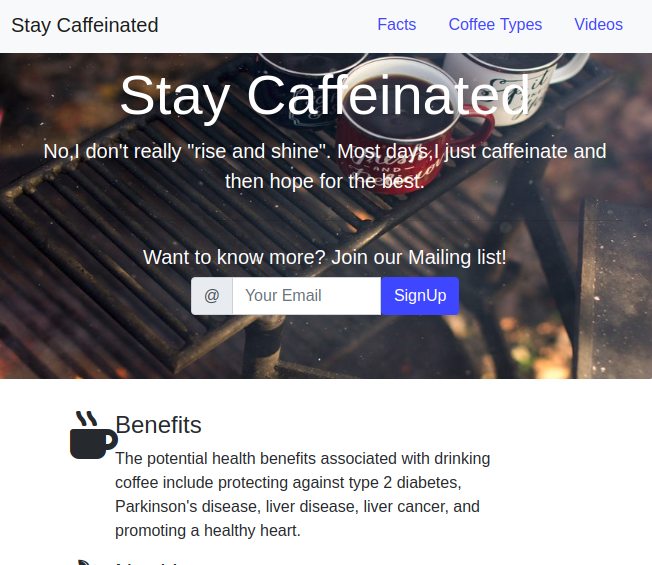 Stay Caffeinated
Facts Coffee Types Videos
Stay Caffeinated
No,I don't really "rise and shine". Most days,I just caffeinate and
then hope for the best.
Want to know more? Join our Mailing list!
@ Your Email SignUp
Benefits
The potential health benefits associated with drinking
coffee include protecting against type 2 diabetes,
Parkinson's disease, liver disease, liver cancer, and
promoting a healthy heart.